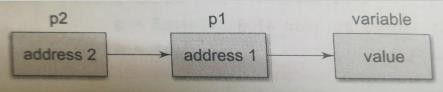 p2 p1 variable
address 2 address 1 value